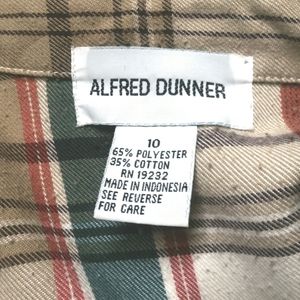 ALFRED DUNNER
10
65% POLYESTER
35% COTTON
RN 19232
MADE IN INDONESIA
SEE REVERSE
FOR CARE